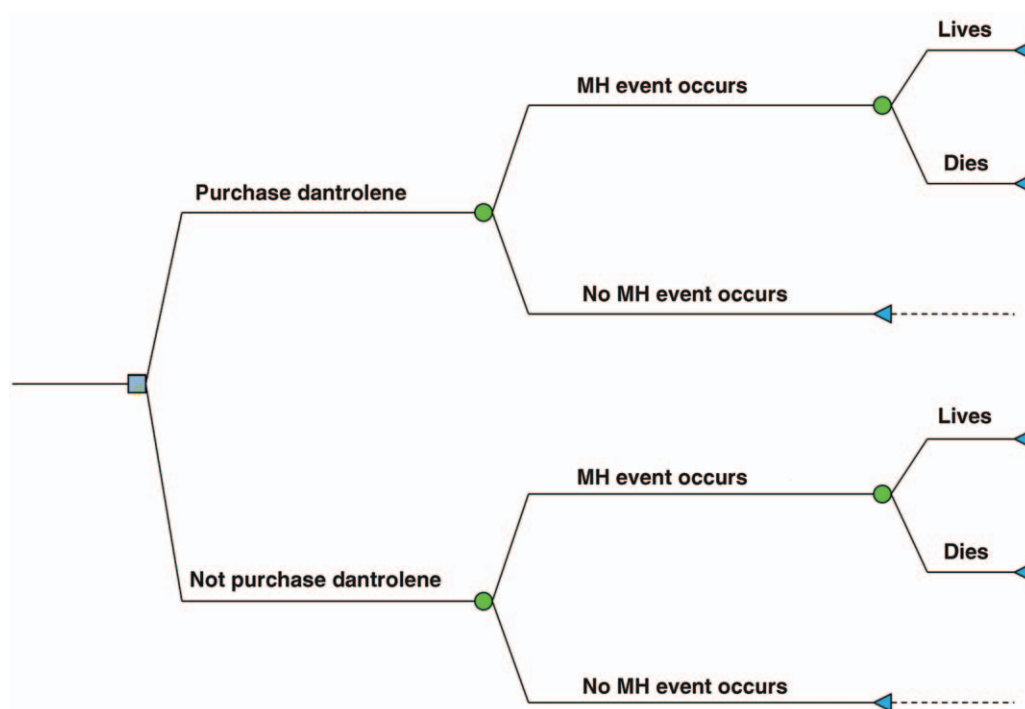 Lives
MH event occurs
Dies
Purchase dantrolene
No MH event occurs
Lives
MH event occurs
Dies
Not purchase dantrolene
No MH event occurs